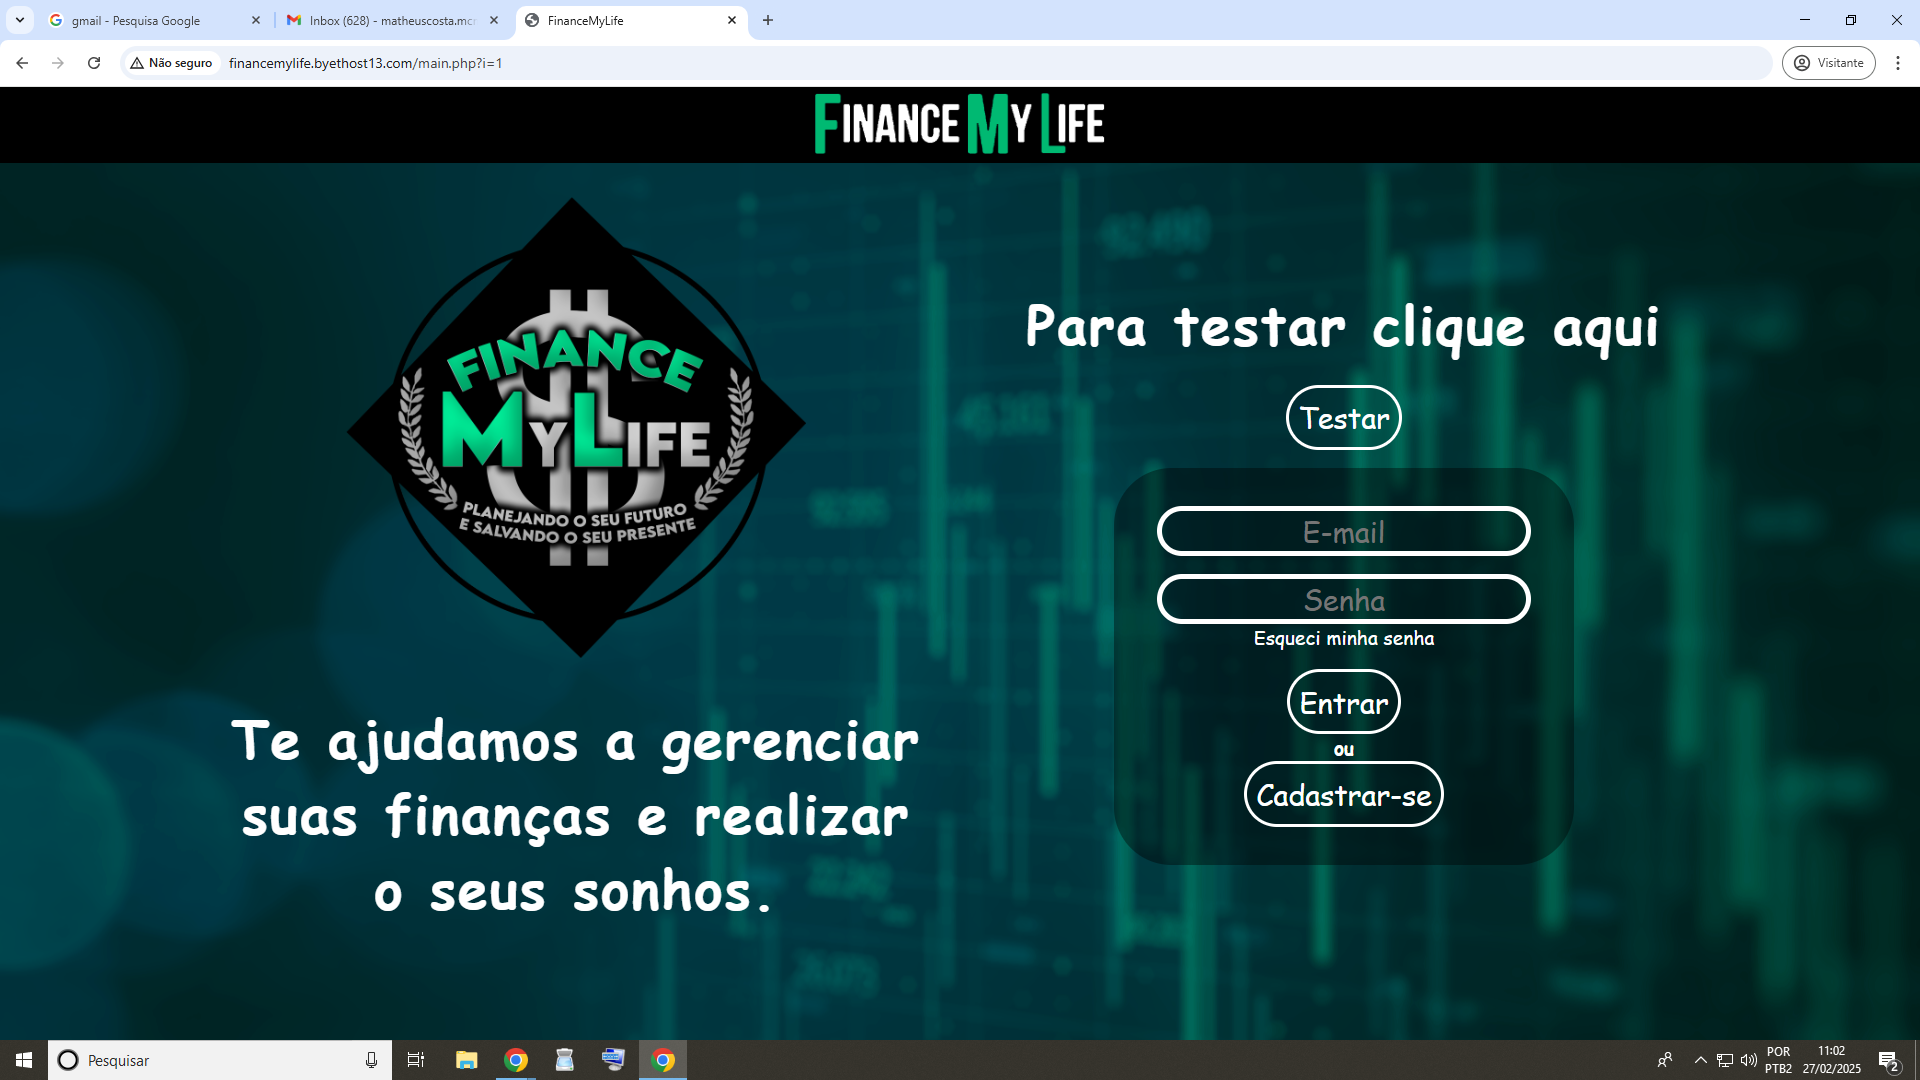 gmail - Pesquisa Google
Inbox (628) - matheuscosta.mc
FinanceMyLife
Não seguro
financemylife.byethost13.com/main.php?i=1
Visitante
FINANCE MY LIFE
FINANCE
MYLIFE
PLANEJANDO O SEU FUTURO
E SALVANDO O SEU PRESENTE
Te ajudamos a gerenciar
suas finanças e realizar
o seus sonhos.
Para testar clique aqui
Testar
E-mail
Senha
Esqueci minha senha
Entrar
ou
Cadastrar-se
Pesquisar
POR
PTB2
11:02
27/02/2025
2